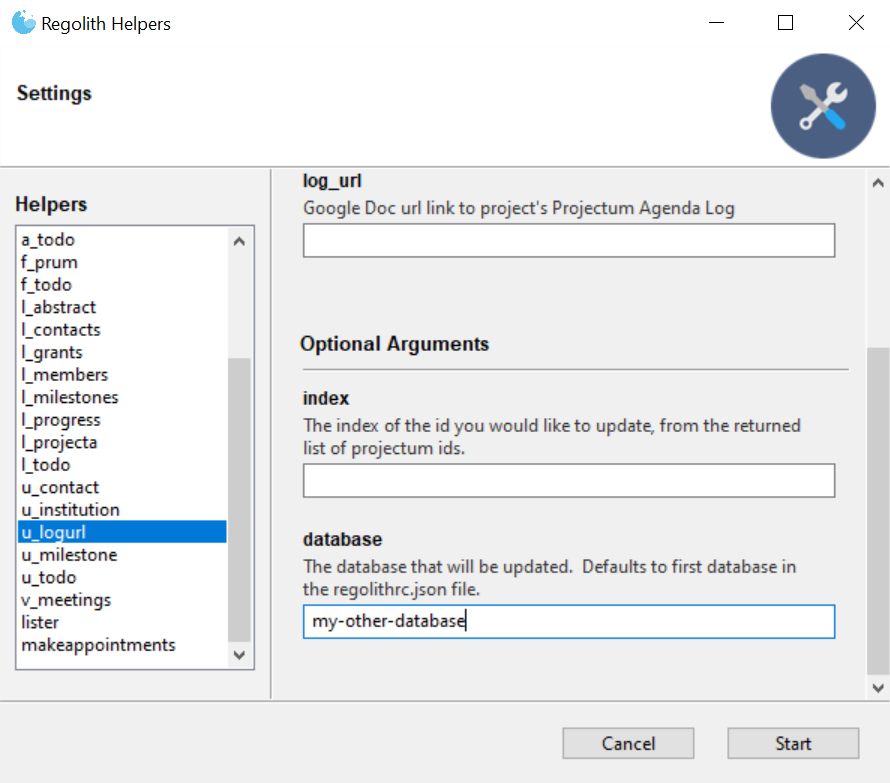 Regolith Helpers
Settings
Helpers
a_todo
f_prum
f_todo
l_abstract
l_contacts
l_grants
l_members
l_milestones
l_progress
l_projecta
l_todo
u_contact
u_institution
u_logurl
u_milestone
u_todo
v_meetings
lister
makeappointments
log_url
Google Doc url link to project's Projectum Agenda Log
Optional Arguments
index
The index of the id you would like to update, from the returned
list of projectum ids.
database
The database that will be updated.  Defaults to first database in
the regolithrc.json file.
my-other-database
Cancel
Start